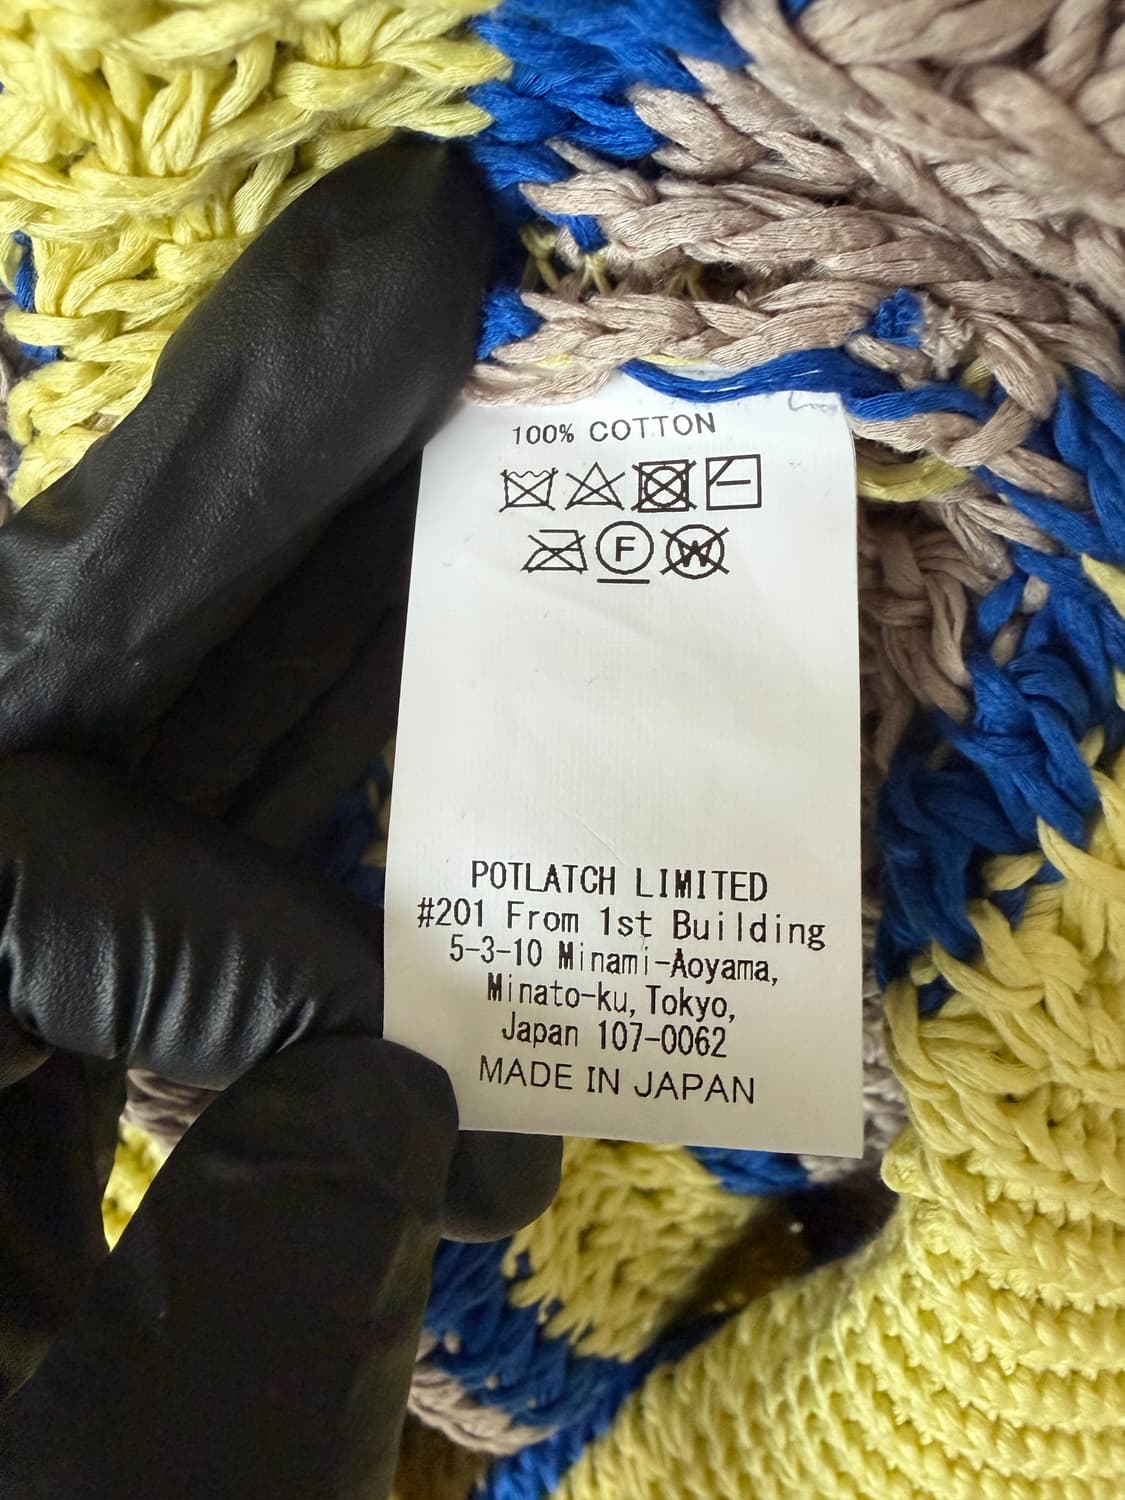 100% COTTON
F W
POTLATCH LIMITED
#201 From 1st Building
5-3-10 Minami-Aoyama,
Minato-ku, Tokyo,
Japan 107-0062
MADE IN JAPAN